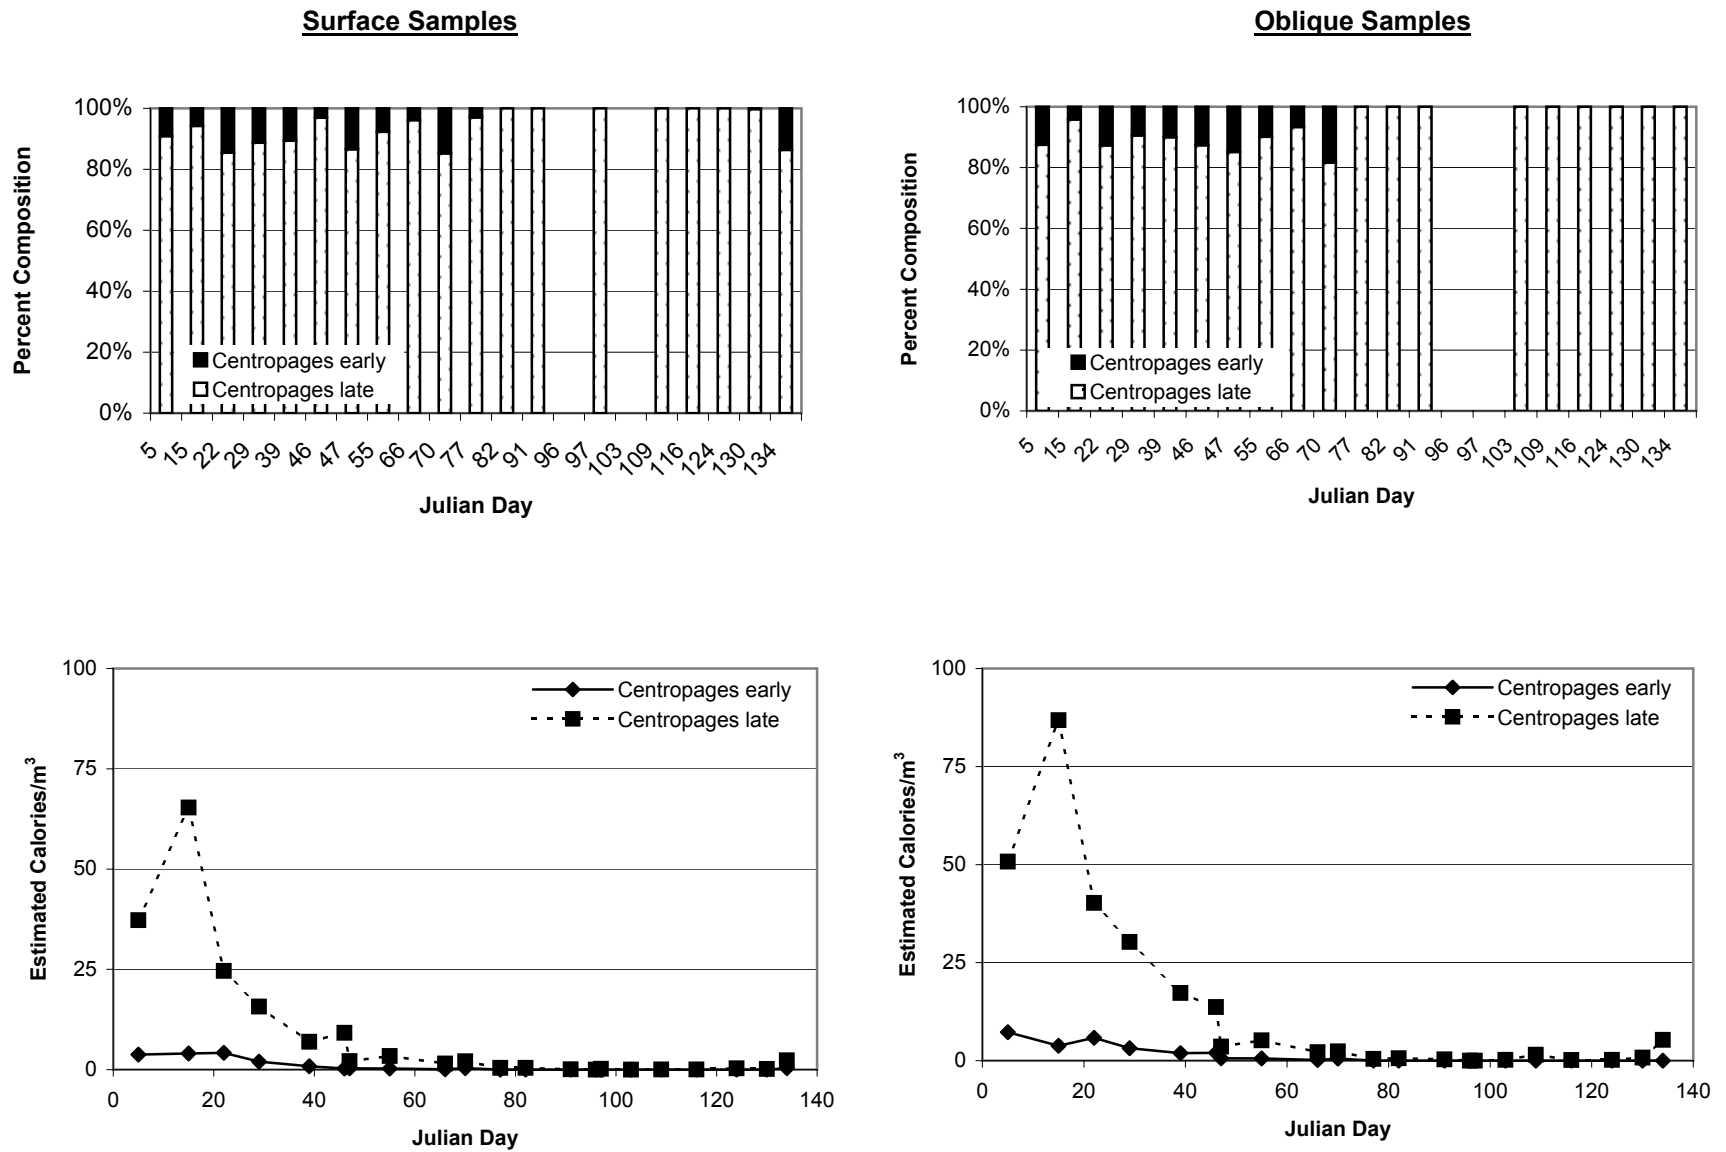 Surface Samples
Oblique Samples
Percent Composition
100%
80%
60%
40%
20%
0%
Centropages early
Centropages late
5 15 22 29 39 46 47 55 66 70 77 82 91 96 97 103 109 116 124 130 134
Julian Day
Percent Composition
100%
80%
60%
40%
20%
0%
Centropages early
Centropages late
5 15 22 29 39 46 47 55 66 70 77 82 91 96 97 103 109 116 124 130 134
Julian Day
Estimated Calories/m³
100
75
50
25
0
Centropages early
Centropages late
0 20 40 60 80 100 120 140
Julian Day
Estimated Calories/m³
100
75
50
25
0
Centropages early
Centropages late
0 20 40 60 80 100 120 140
Julian Day